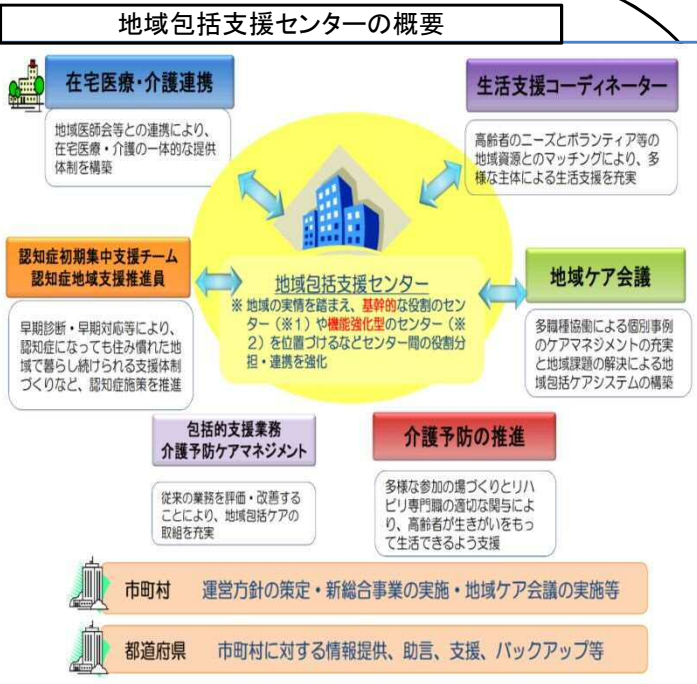 地域包括支援センターの概要
在宅医療・介護連携
地域医師会等との連携により、
在宅医療・介護の一体的な提供
体制を構築
生活支援コーディネーター
高齢者のニーズとボランティア等の
地域資源とのマッチングにより、多
様な主体による生活支援を充実
認知症初期集中支援チーム
認知症地域支援推進員
早期診断・早期対応等により、
認知症になっても住み慣れた地
域で暮らし続けられる支援体制
づくりなど、認知症施策を推進
地域包括支援センター
※ 地域の実情を踏まえ、基幹的な役割のセン
ター（※1）や機能強化型のセンター（※
2）を位置づけるなどセンター間の役割分
担・連携を強化
地域ケア会議
多職種協働による個別事例
のケアマネジメントの充実
と地域課題の解決による地
域包括ケアシステムの構築
包括的支援業務
介護予防ケアマネジメント
従来の業務を評価・改善する
ことにより、地域包括ケアの
取組を充実
介護予防の推進
多様な参加の場づくりとリハ
ビリ専門職の適切な関与によ
り、高齢者が生きがいをもっ
て生活できるよう支援
市町村 運営方針の策定・新総合事業の実施・地域ケア会議の実施等
都道府県 市町村に対する情報提供、助言、支援、バックアップ等